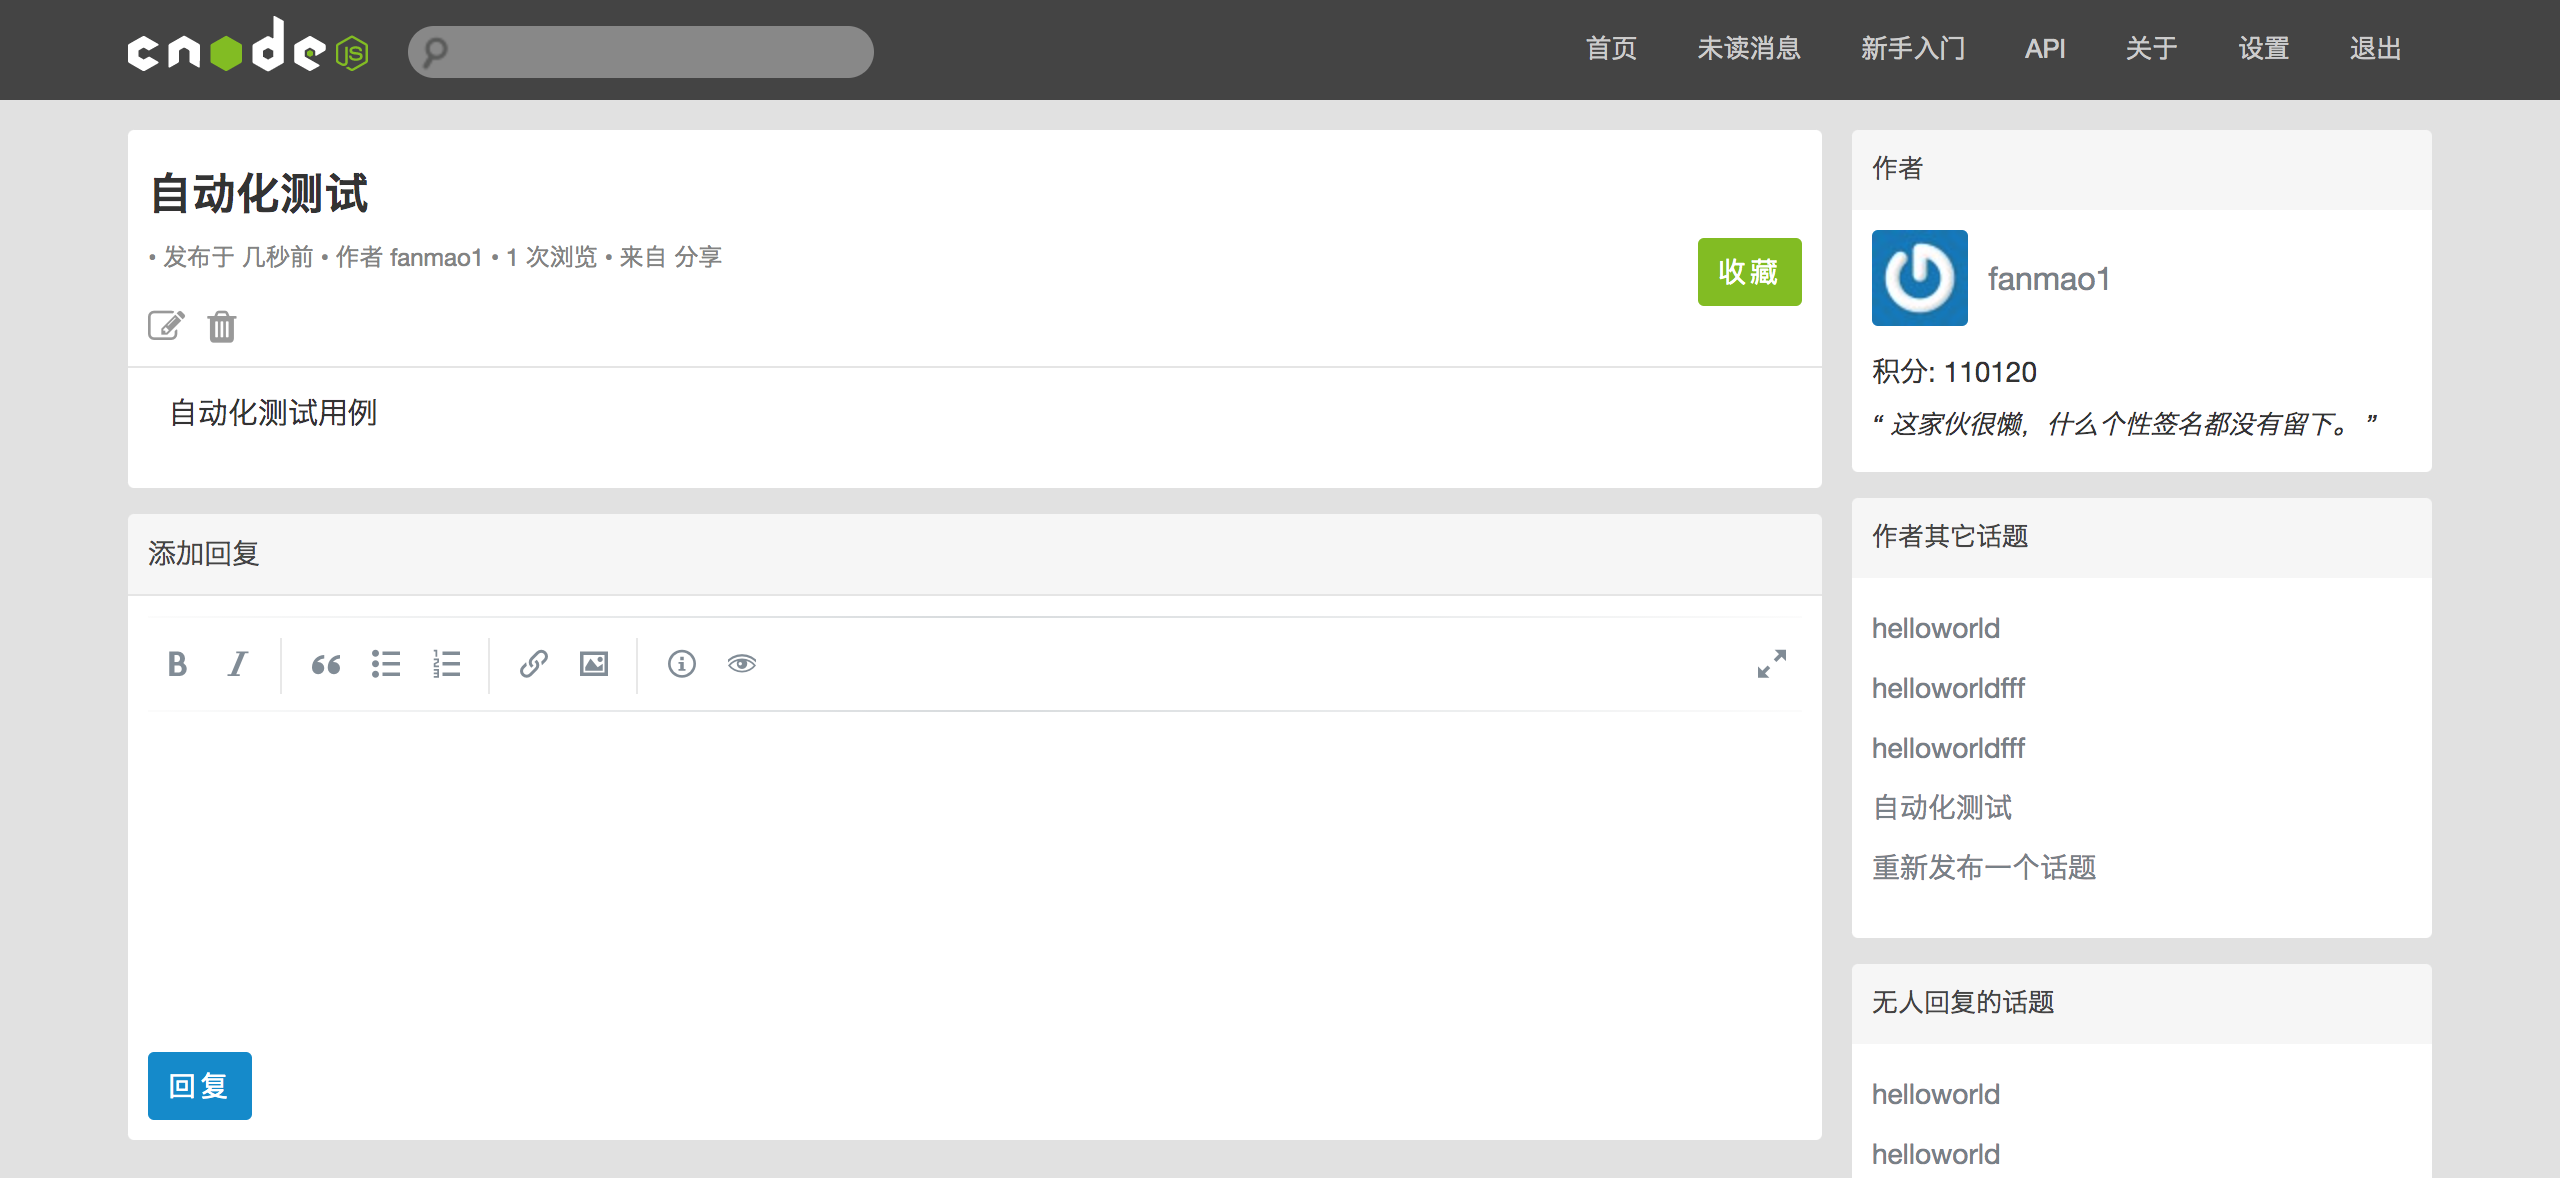 cnode JS
首页 未读消息 新手入门 API 关于 设置 退出
自动化测试
• 发布于 几秒前 • 作者 fanmao1 • 1 次浏览 • 来自 分享
收藏
自动化测试用例
添加回复
回复
作者
fanmao1
积分: 110120
“ 这家伙很懒，什么个性签名都没有留下。 ”
作者其它话题
helloworld
helloworldfff
helloworldfff
自动化测试
重新发布一个话题
无人回复的话题
helloworld
helloworld